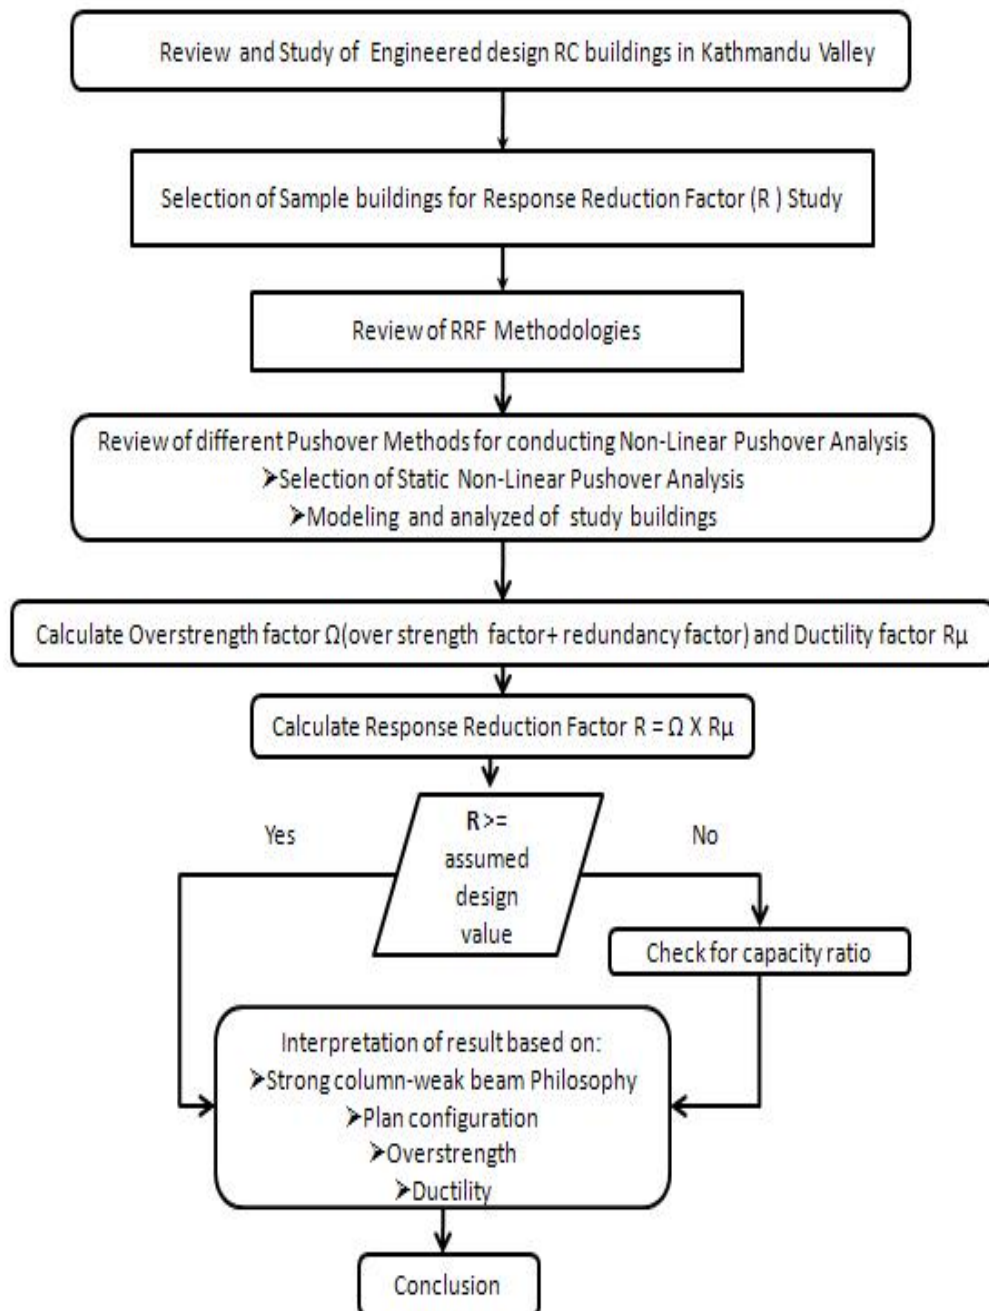 Review and Study of Engineered design RC buildings in Kathmandu Valley
Selection of Sample buildings for Response Reduction Factor (R ) Study
Review of RRF Methodologies
Review of different Pushover Methods for conducting Non-Linear Pushover Analysis
➤Selection of Static Non-Linear Pushover Analysis
➤Modeling and analyzed of study buildings
Calculate Overstrength factor Ω(over strength factor+ redundancy factor) and Ductility factor Rμ
Calculate Response Reduction Factor R = Ω X Rμ
Yes
R >=
assumed
design
value
No
Check for capacity ratio
Interpretation of result based on:
➤Strong column-weak beam Philosophy
➤Plan configuration
➤Overstrength
➤Ductility
Conclusion